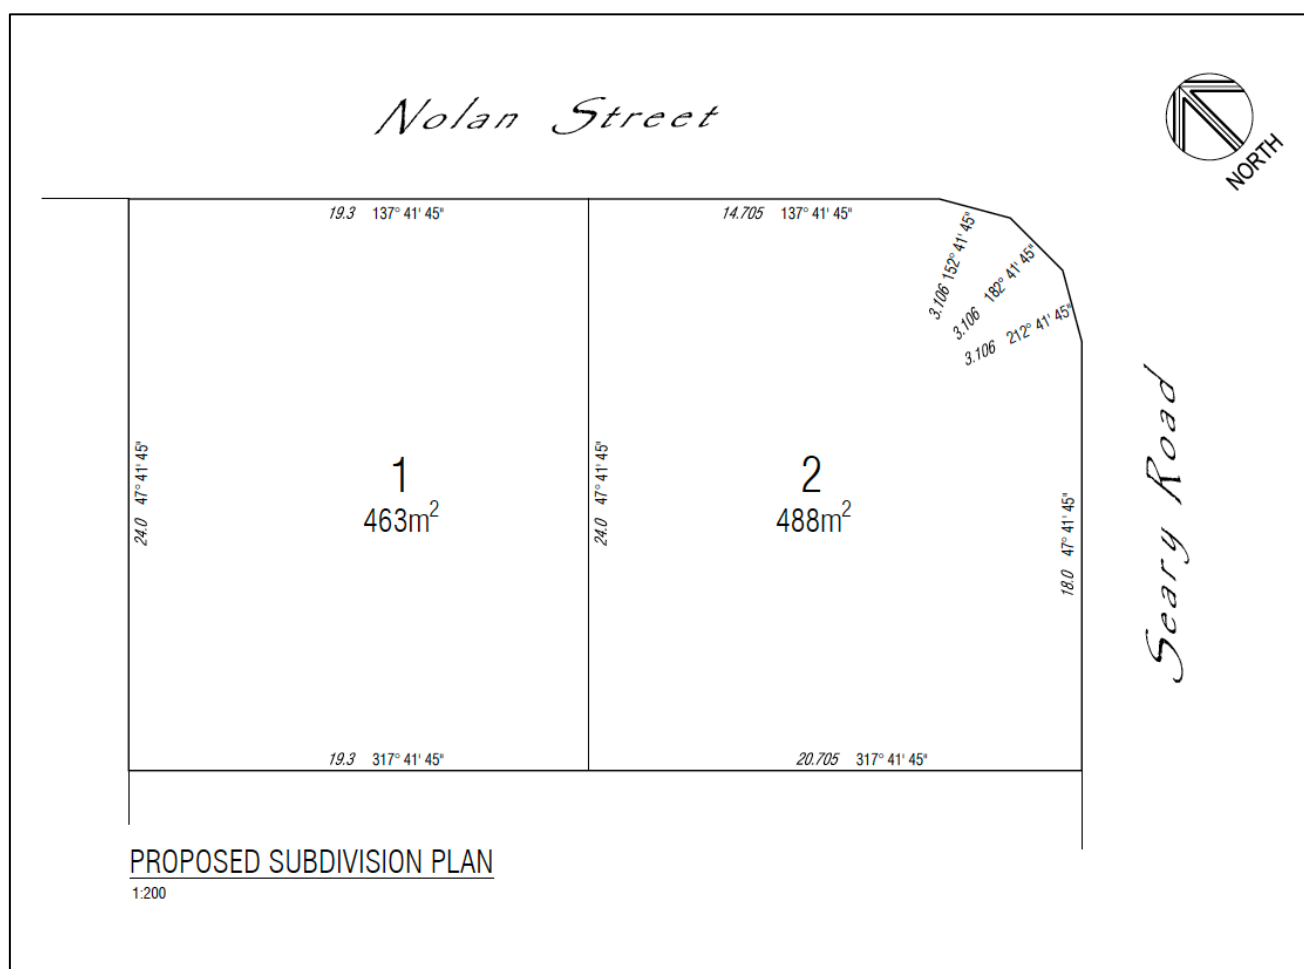 Nolan Street
NORTH
19.3 137° 41' 45"
14.705 137° 41' 45"
3.106 152° 41' 45"
3.106 182° 41' 45"
3.106 212° 41' 45"
24.0 47° 41' 45"
1
463m²
24.0 47° 41' 45"
2
488m²
18.0 47° 41' 45"
Seary Road
19.3 317° 41' 45"
20.705 317° 41' 45"
PROPOSED SUBDIVISION PLAN
1:200